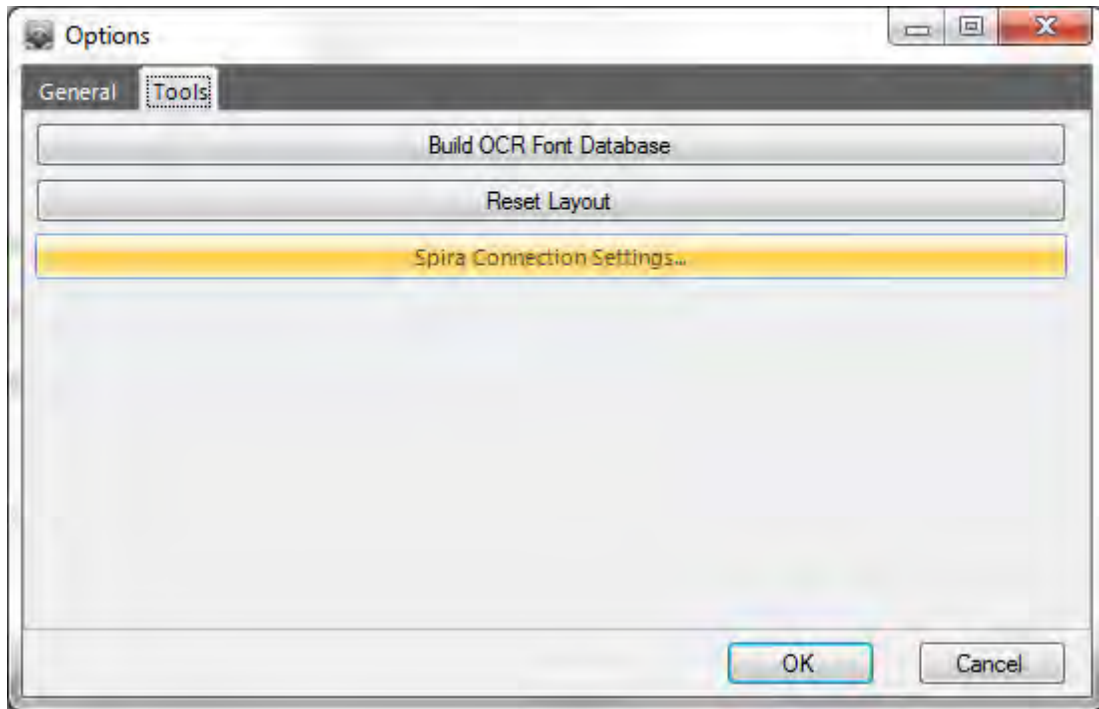 Options
General Tools
Build OCR Font Database
Reset Layout
Spira Connection Settings...
OK Cancel